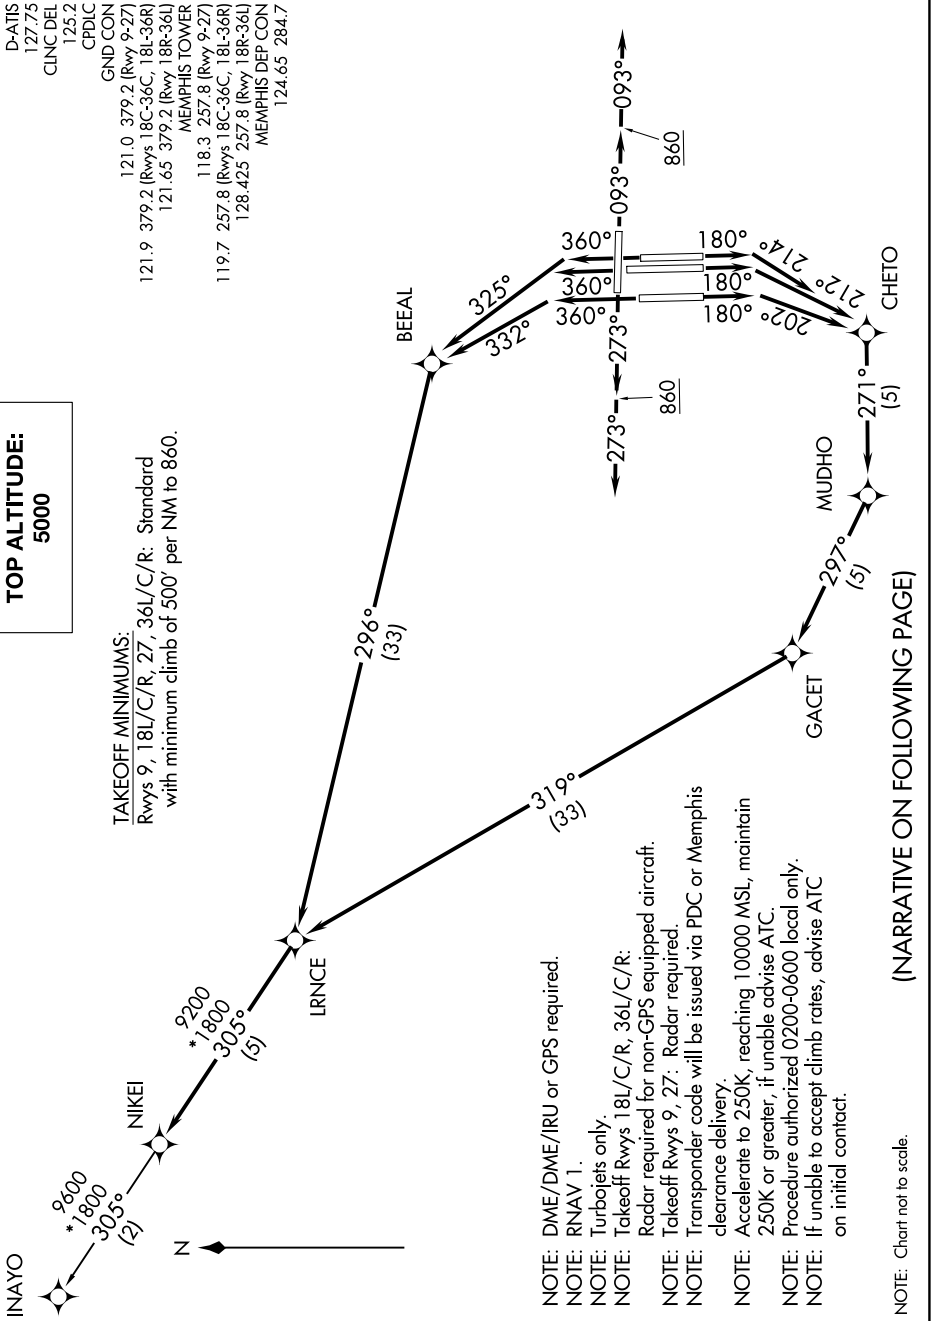 D-ATIS
127.75
CLNC DEL
125.2
CPDLC
GND CON
121.0 379.2 (Rwy 9-27)
121.9 379.2 (Rwys 18C-36C, 18L-36R)
121.65 379.2 (Rwy 18R-36L)
MEMPHIS TOWER
118.3 257.8 (Rwy 9-27)
119.7 257.8 (Rwys 18C-36C, 18L-36R)
128.425 257.8 (Rwy 18R-36L)
MEMPHIS DEP CON
124.65 284.7
TOP ALTITUDE:
5000
TAKEOFF MINIMUMS:
Rwys 9, 18L/C/R, 27, 36L/C/R: Standard
with minimum climb of 500' per NM to 860.
INAYO
9600
*1800
305°
(2)
NIKEI
9200
*1800
305°
(5)
LRNCE
296°
(33)
BEEAL
325°
332°
360°
360°
360°
093°
093°
860
273°
273°
860
180°
180°
180°
214°
212°
202°
CHETO
271°
(5)
MUDHO
297°
(5)
GACET
319°
(33)
N
NOTE: DME/DME/IRU or GPS required.
NOTE: RNAV 1.
NOTE: Turbojets only.
NOTE: Takeoff Rwys 18L/C/R, 36L/C/R:
Radar required for non-GPS equipped aircraft.
NOTE: Takeoff Rwys 9, 27: Radar required.
NOTE: Transponder code will be issued via PDC or Memphis
clearance delivery.
NOTE: Accelerate to 250K, reaching 10000 MSL, maintain
250K or greater, if unable advise ATC.
NOTE: Procedure authorized 0200-0600 local only.
NOTE: If unable to accept climb rates, advise ATC
on initial contact.
(NARRATIVE ON FOLLOWING PAGE)
NOTE: Chart not to scale.